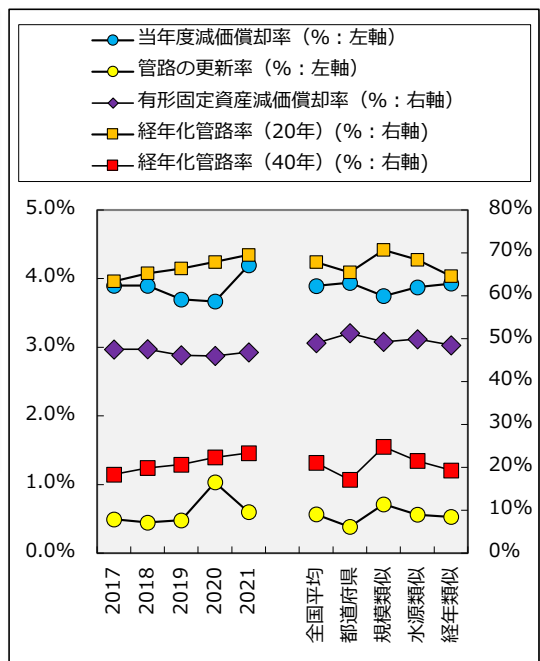 当年度減価償却率（%：左軸）
管路の更新率（%：左軸）
有形固定資産減価償却率（%：右軸）
経年化管路率（20年）(%：右軸)
経年化管路率（40年）(%：右軸)
5.0%
4.0%
3.0%
2.0%
1.0%
0.0%
80%
70%
60%
50%
40%
30%
20%
10%
0%
2017
2018
2019
2020
2021
全国平均
都道府県
規模類似
水源類似
経年類似